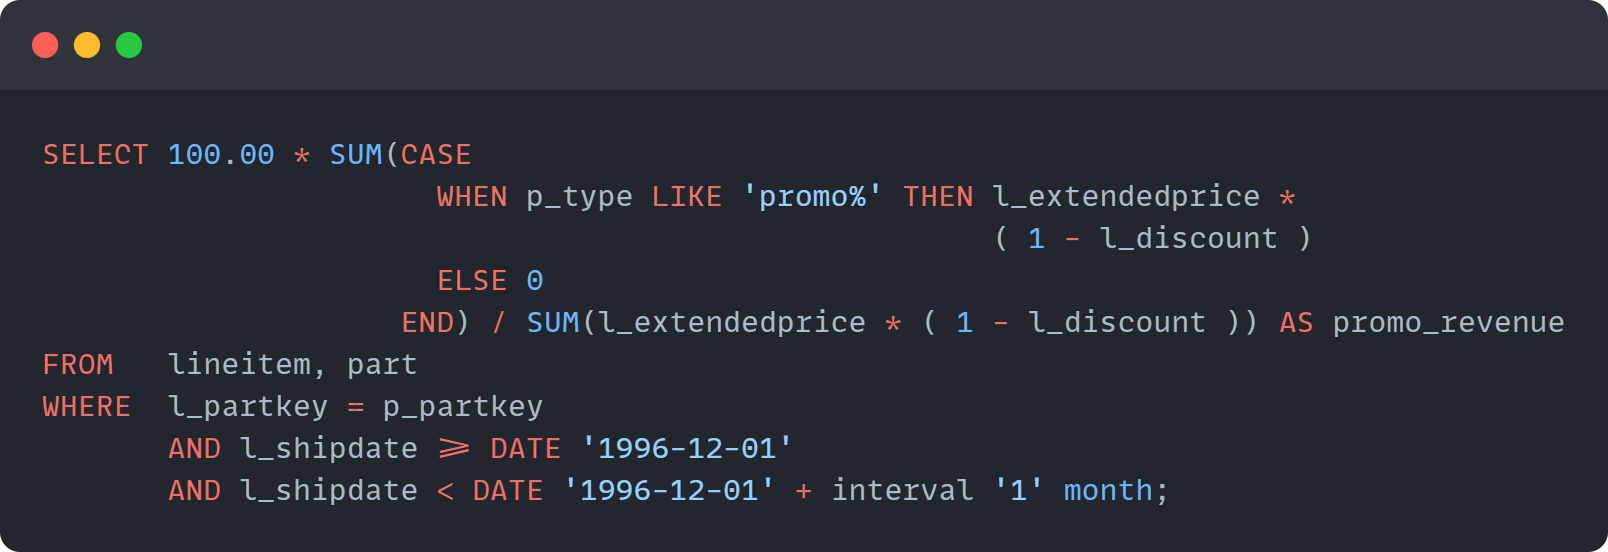 SELECT 100.00 * SUM(CASE
WHEN p_type LIKE 'promo%' THEN l_extendedprice *
( 1 - l_discount )
ELSE 0
END) / SUM(l_extendedprice * ( 1 - l_discount )) AS promo_revenue
FROM   lineitem, part
WHERE  l_partkey = p_partkey
AND l_shipdate >= DATE '1996-12-01'
AND l_shipdate < DATE '1996-12-01' + interval '1' month;